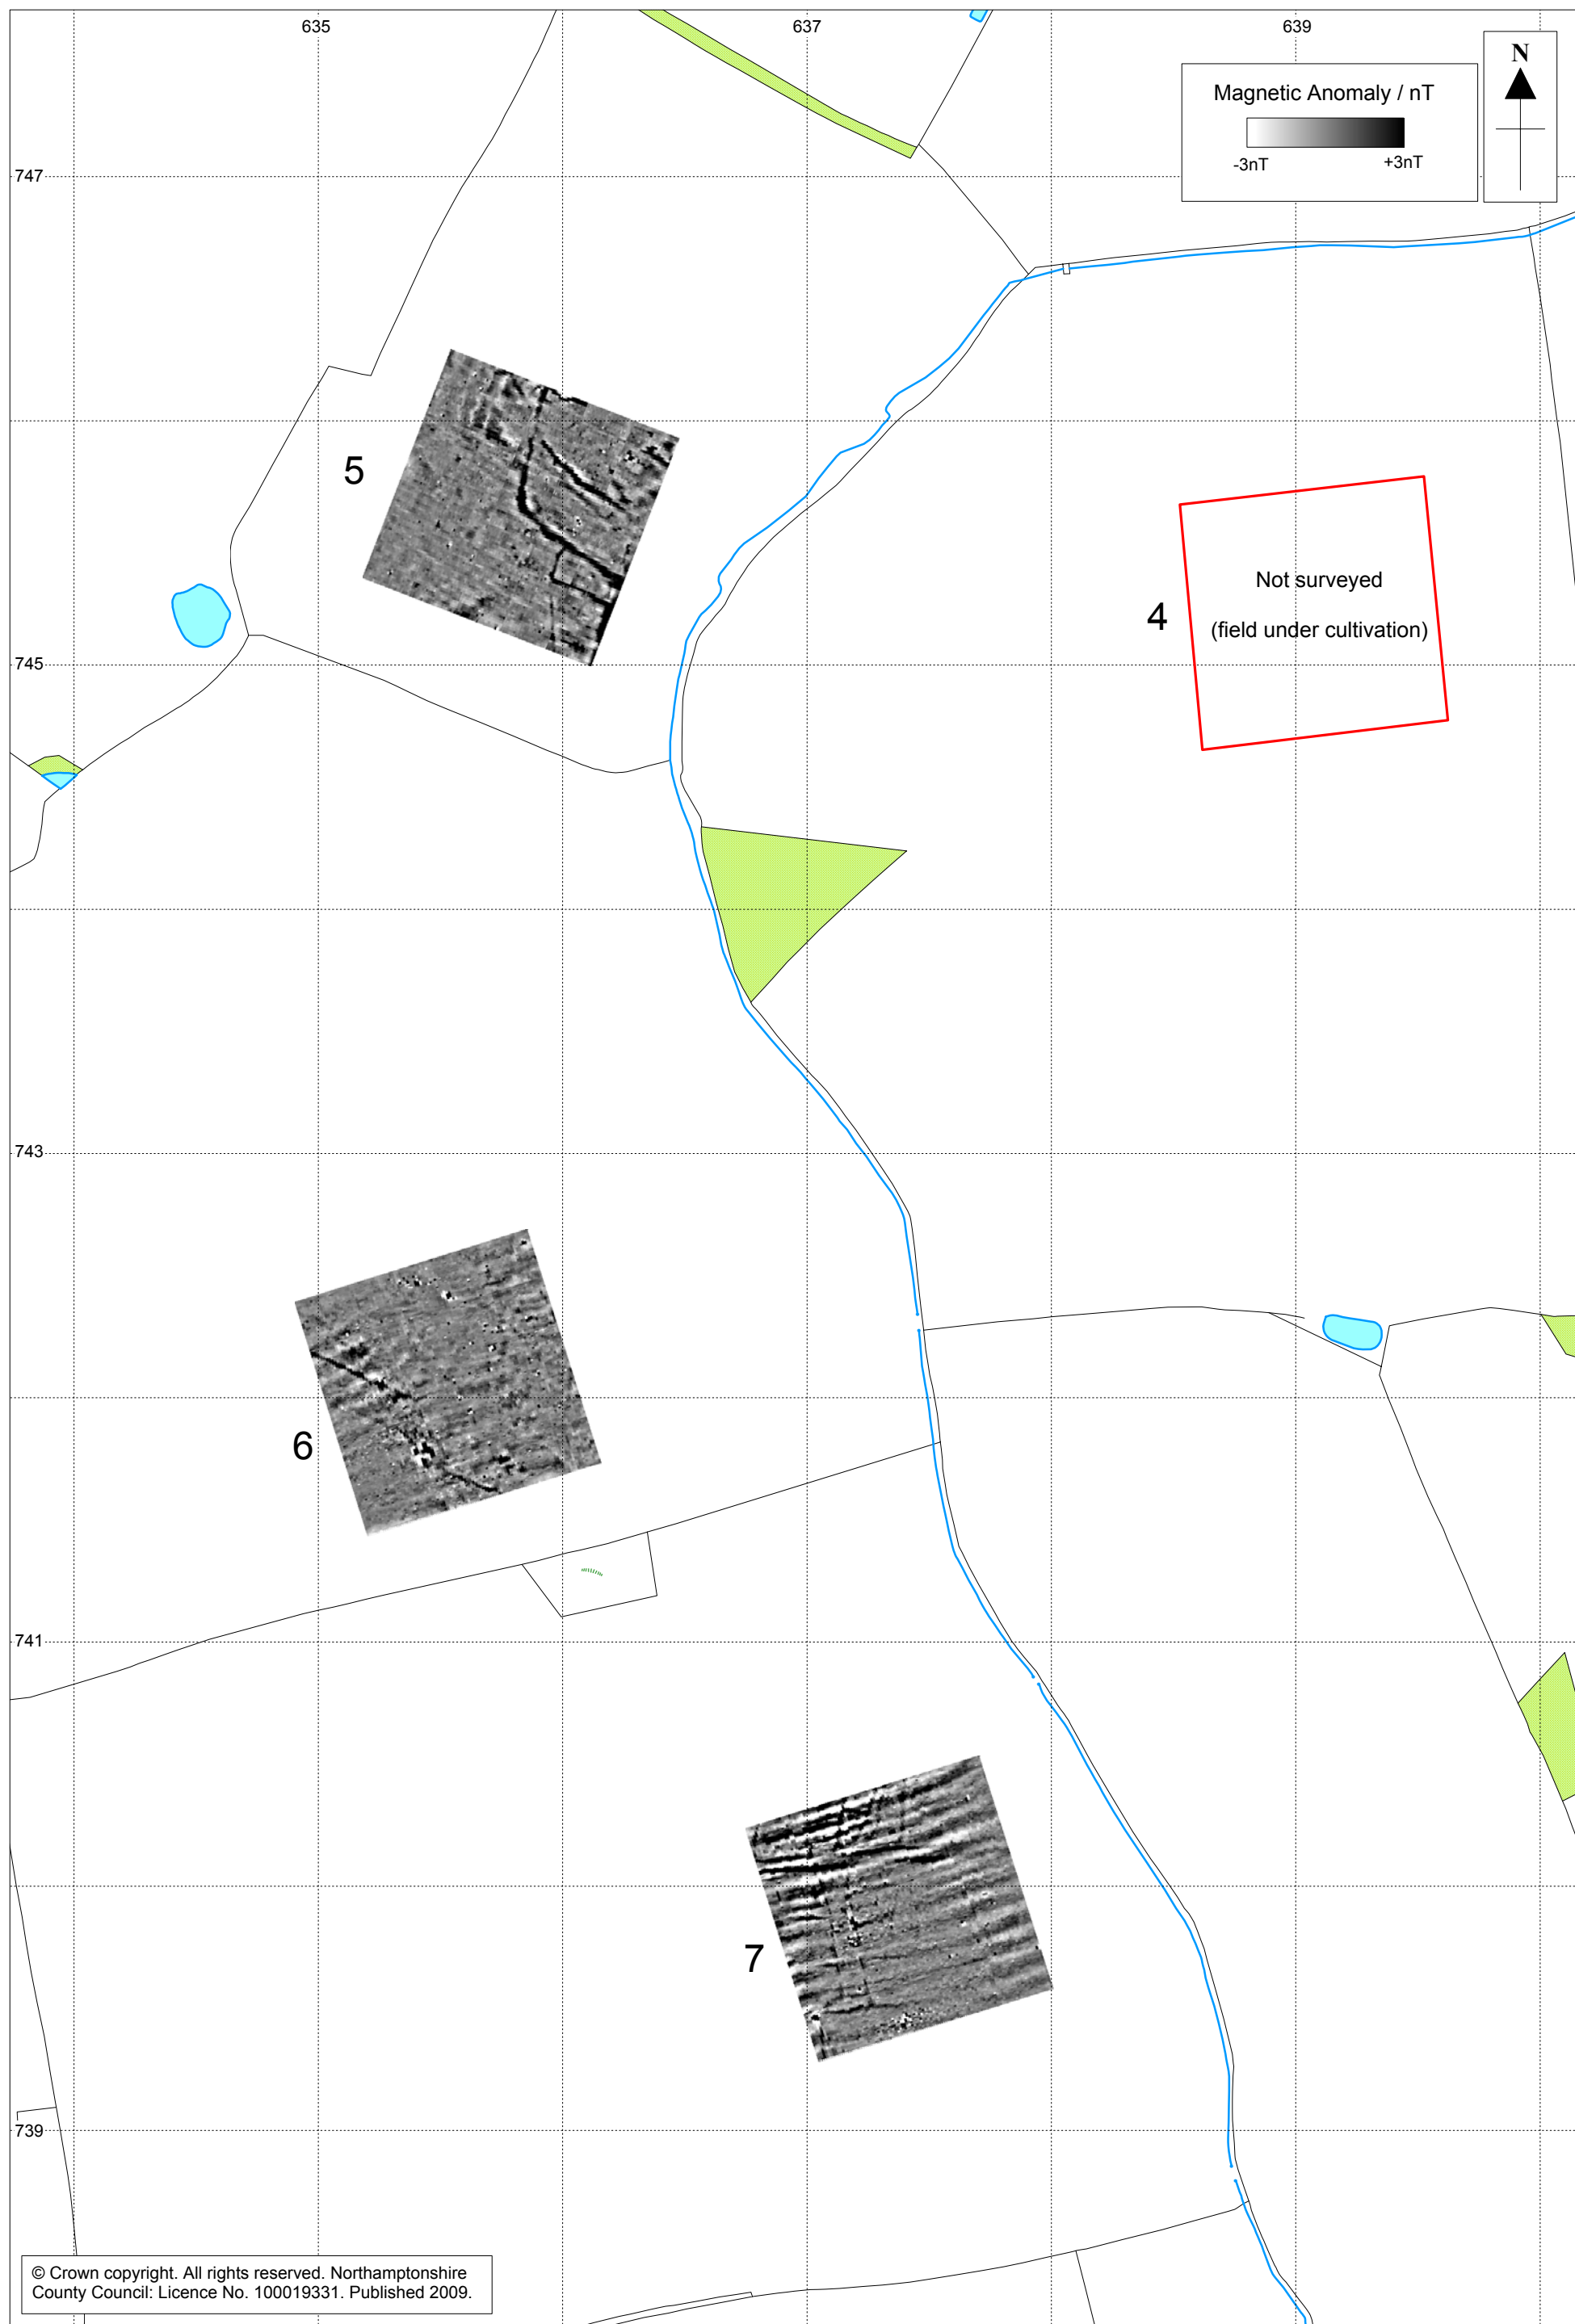 635
637
639
N
Magnetic Anomaly / nT
-3nT
+3nT
747
5
Not surveyed
4
(field under cultivation)
745
743
6
741
7
739
© Crown copyright. All rights reserved. Northamptonshire
County Council: Licence No. 100019331. Published 2009.